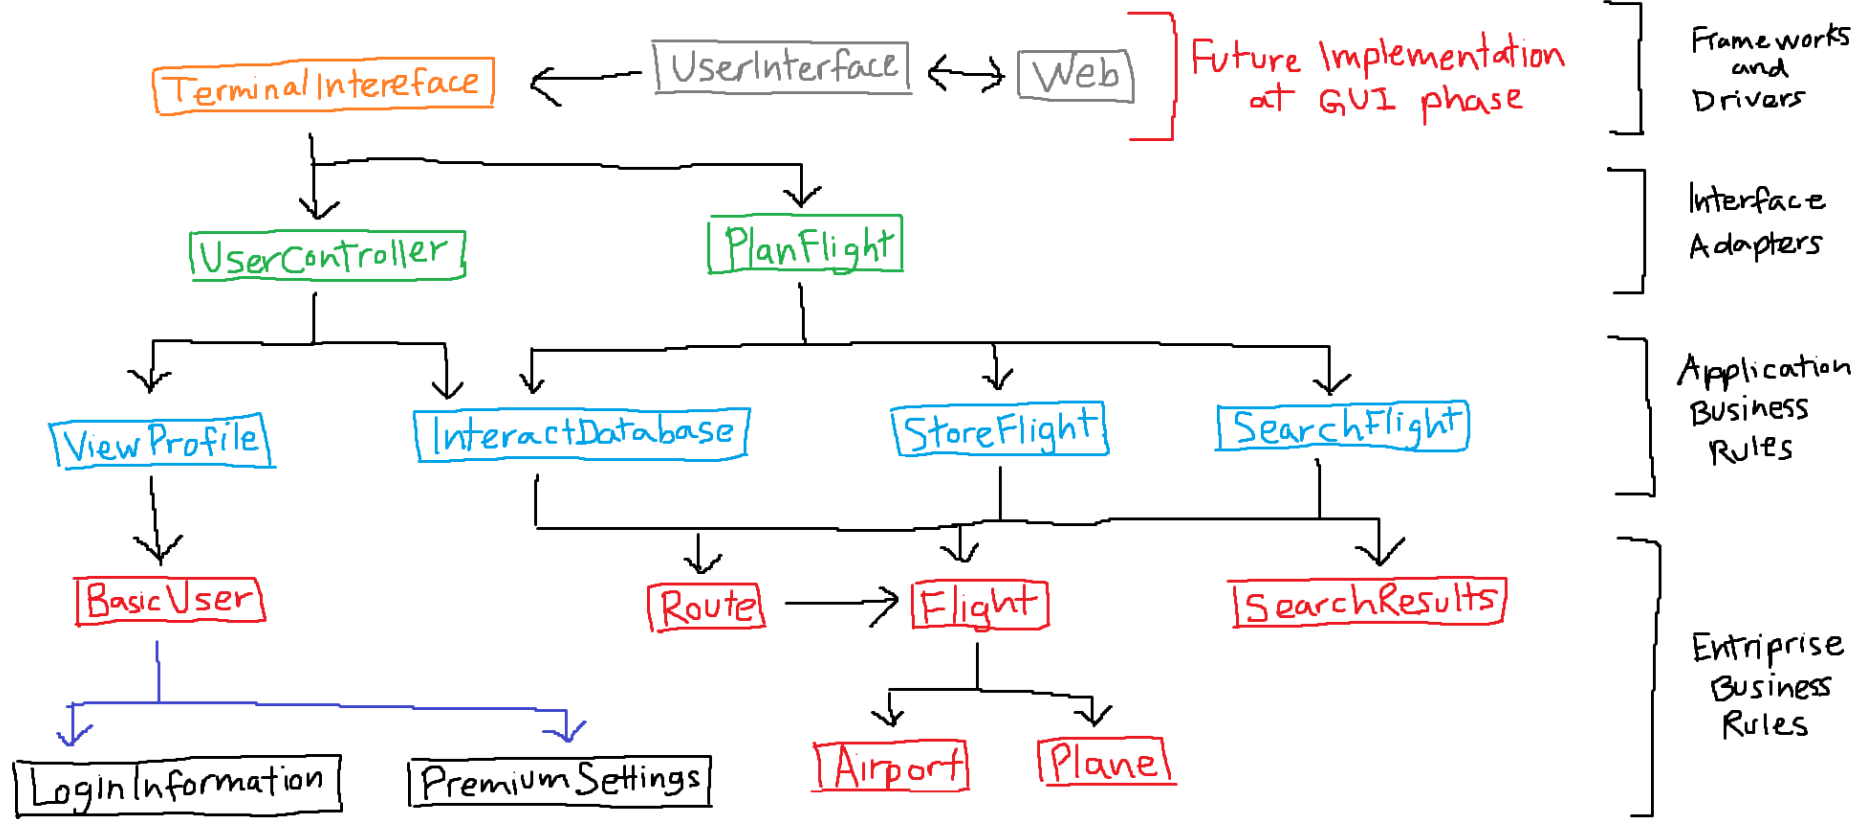 TerminalIntereface
UserInterface
Web
Future Implementation
at GUI phase
Frameworks
and
Drivers
UserController
PlanFlight
Interface
Adapters
ViewProfile
InteractDatabase
StoreFlight
SearchFlight
Application
Business
Rules
BasicUser
Route
Flight
SearchResults
Entriprise
Business
Rules
LoginInformation
PremiumSettings
Airport
Plane